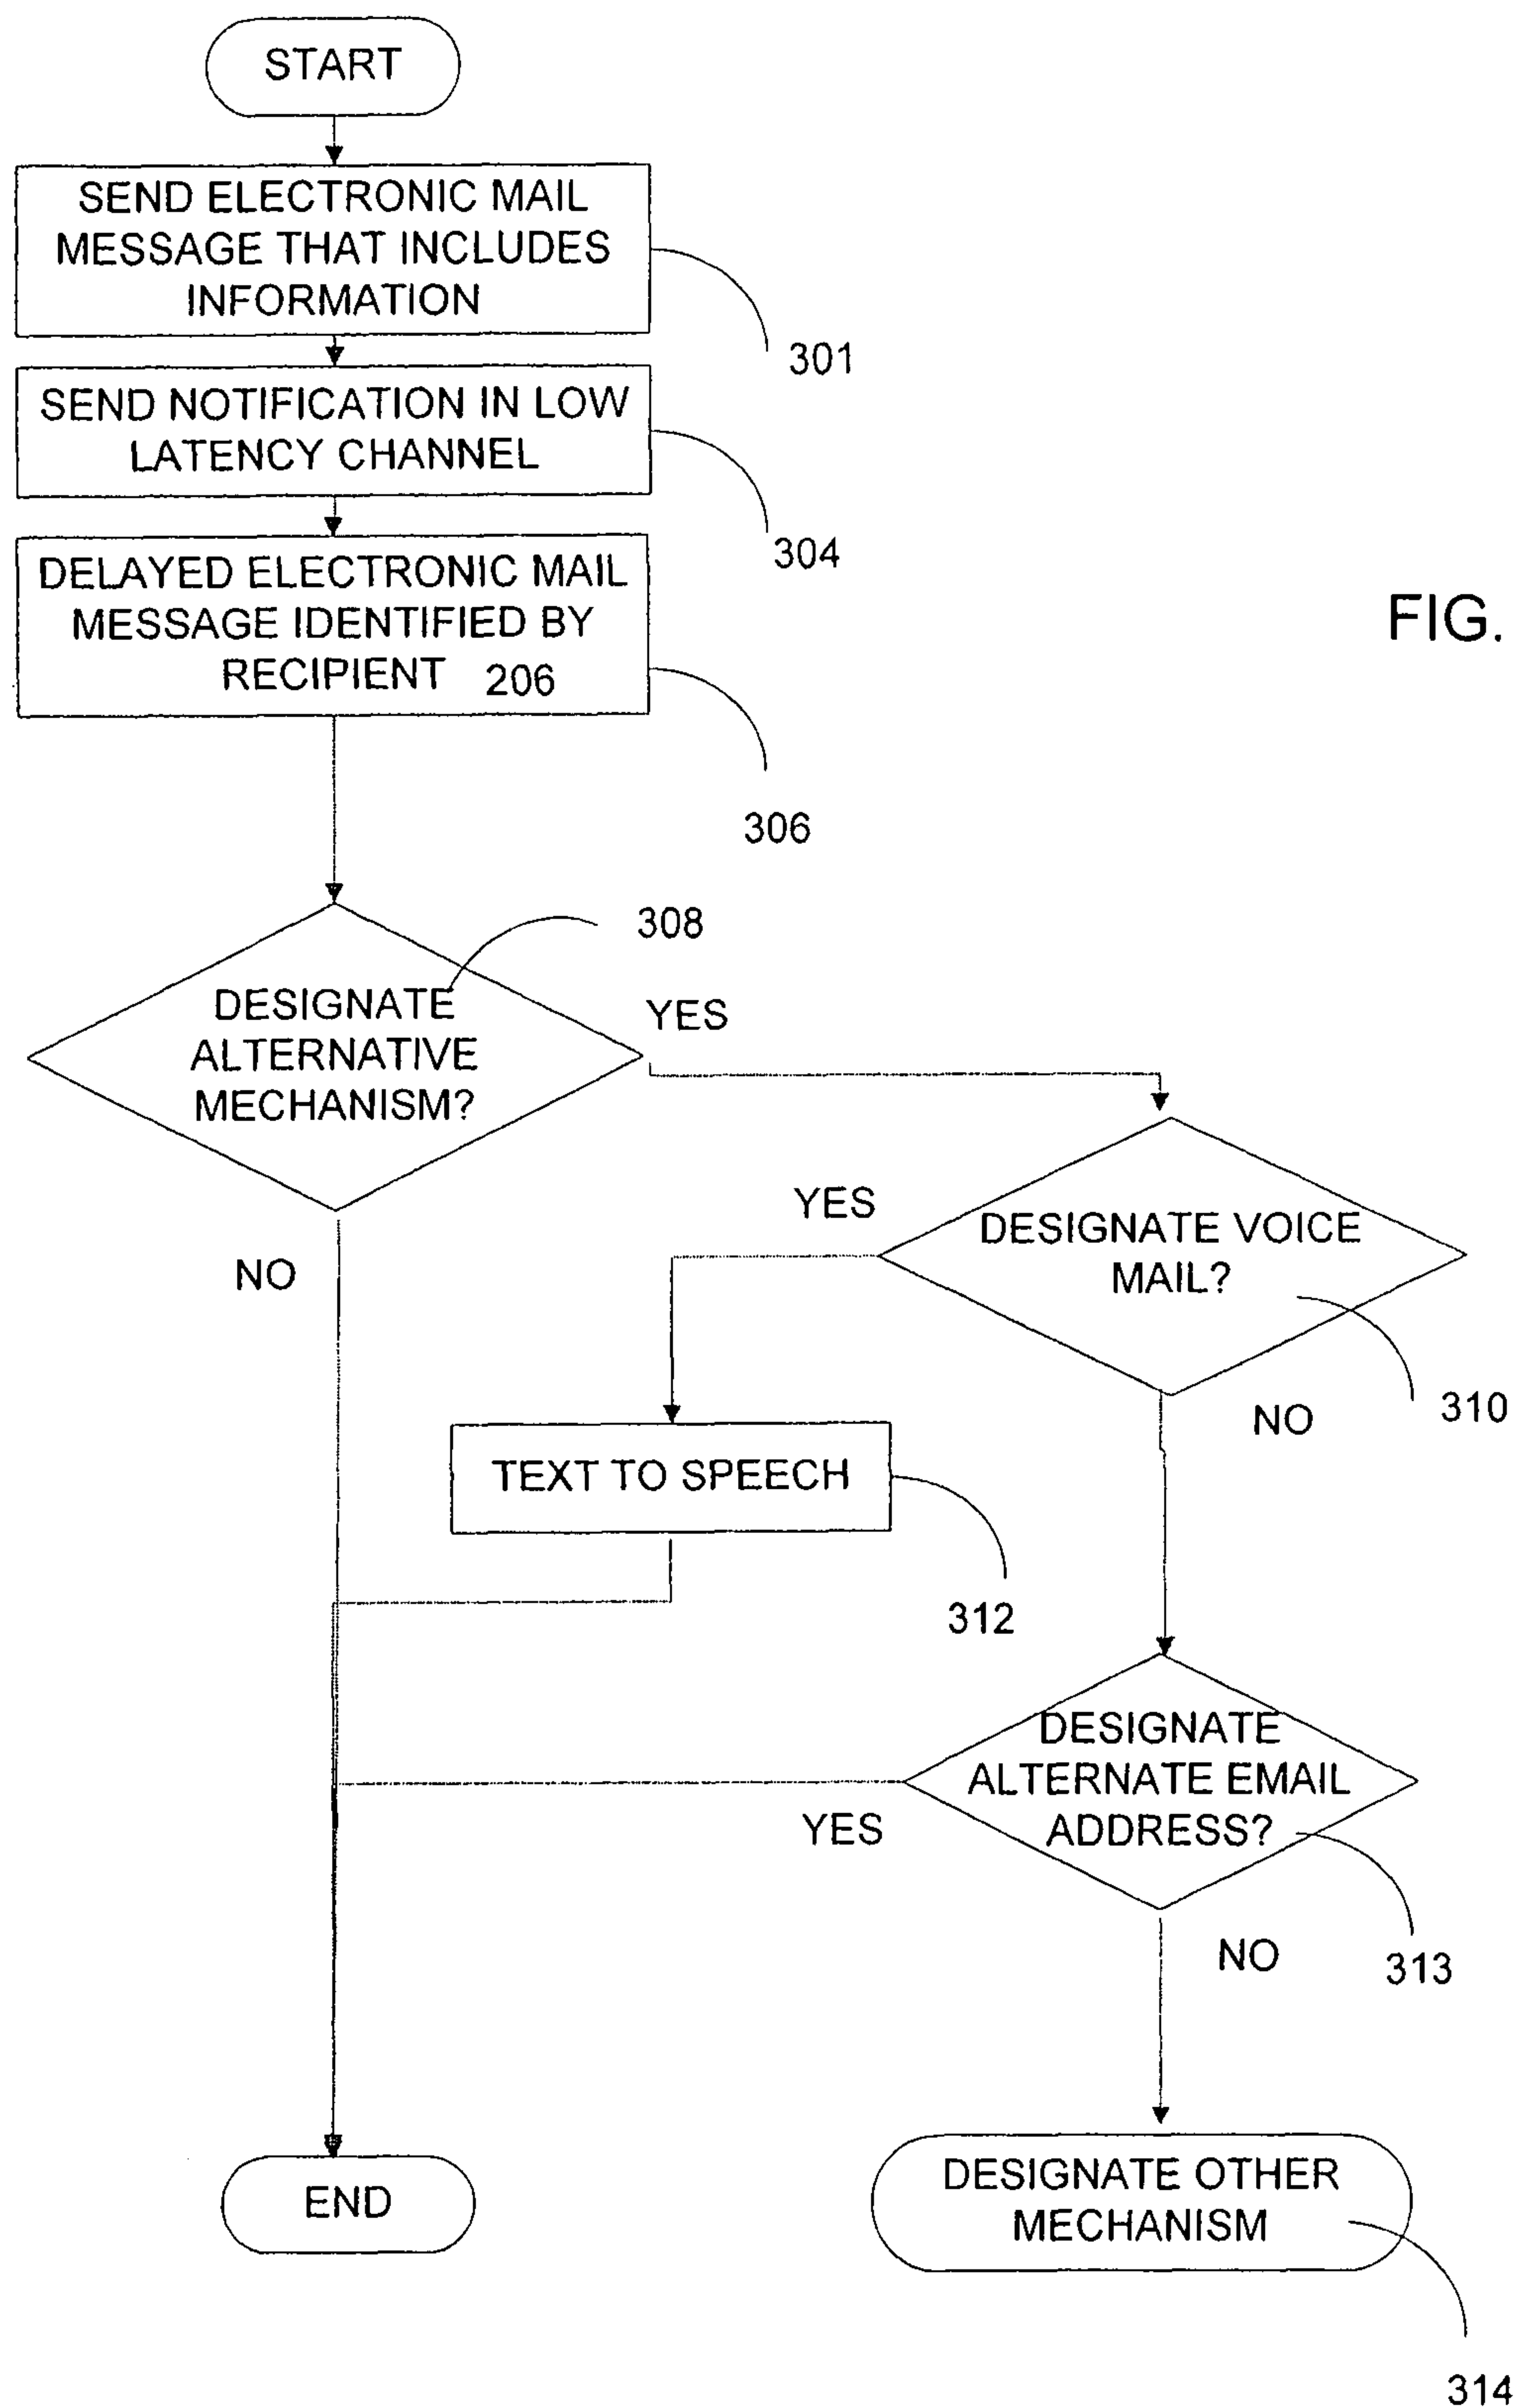 START
SEND ELECTRONIC MAIL
MESSAGE THAT INCLUDES
INFORMATION
301
SEND NOTIFICATION IN LOW
LATENCY CHANNEL
304
DELAYED ELECTRONIC MAIL
MESSAGE IDENTIFIED BY
RECIPIENT 206
306
FIG.
308
DESIGNATE
ALTERNATIVE
MECHANISM?
YES
NO
YES
DESIGNATE VOICE
MAIL?
310
NO
TEXT TO SPEECH
312
DESIGNATE
ALTERNATE EMAIL
ADDRESS?
YES
313
NO
END
DESIGNATE OTHER
MECHANISM
314